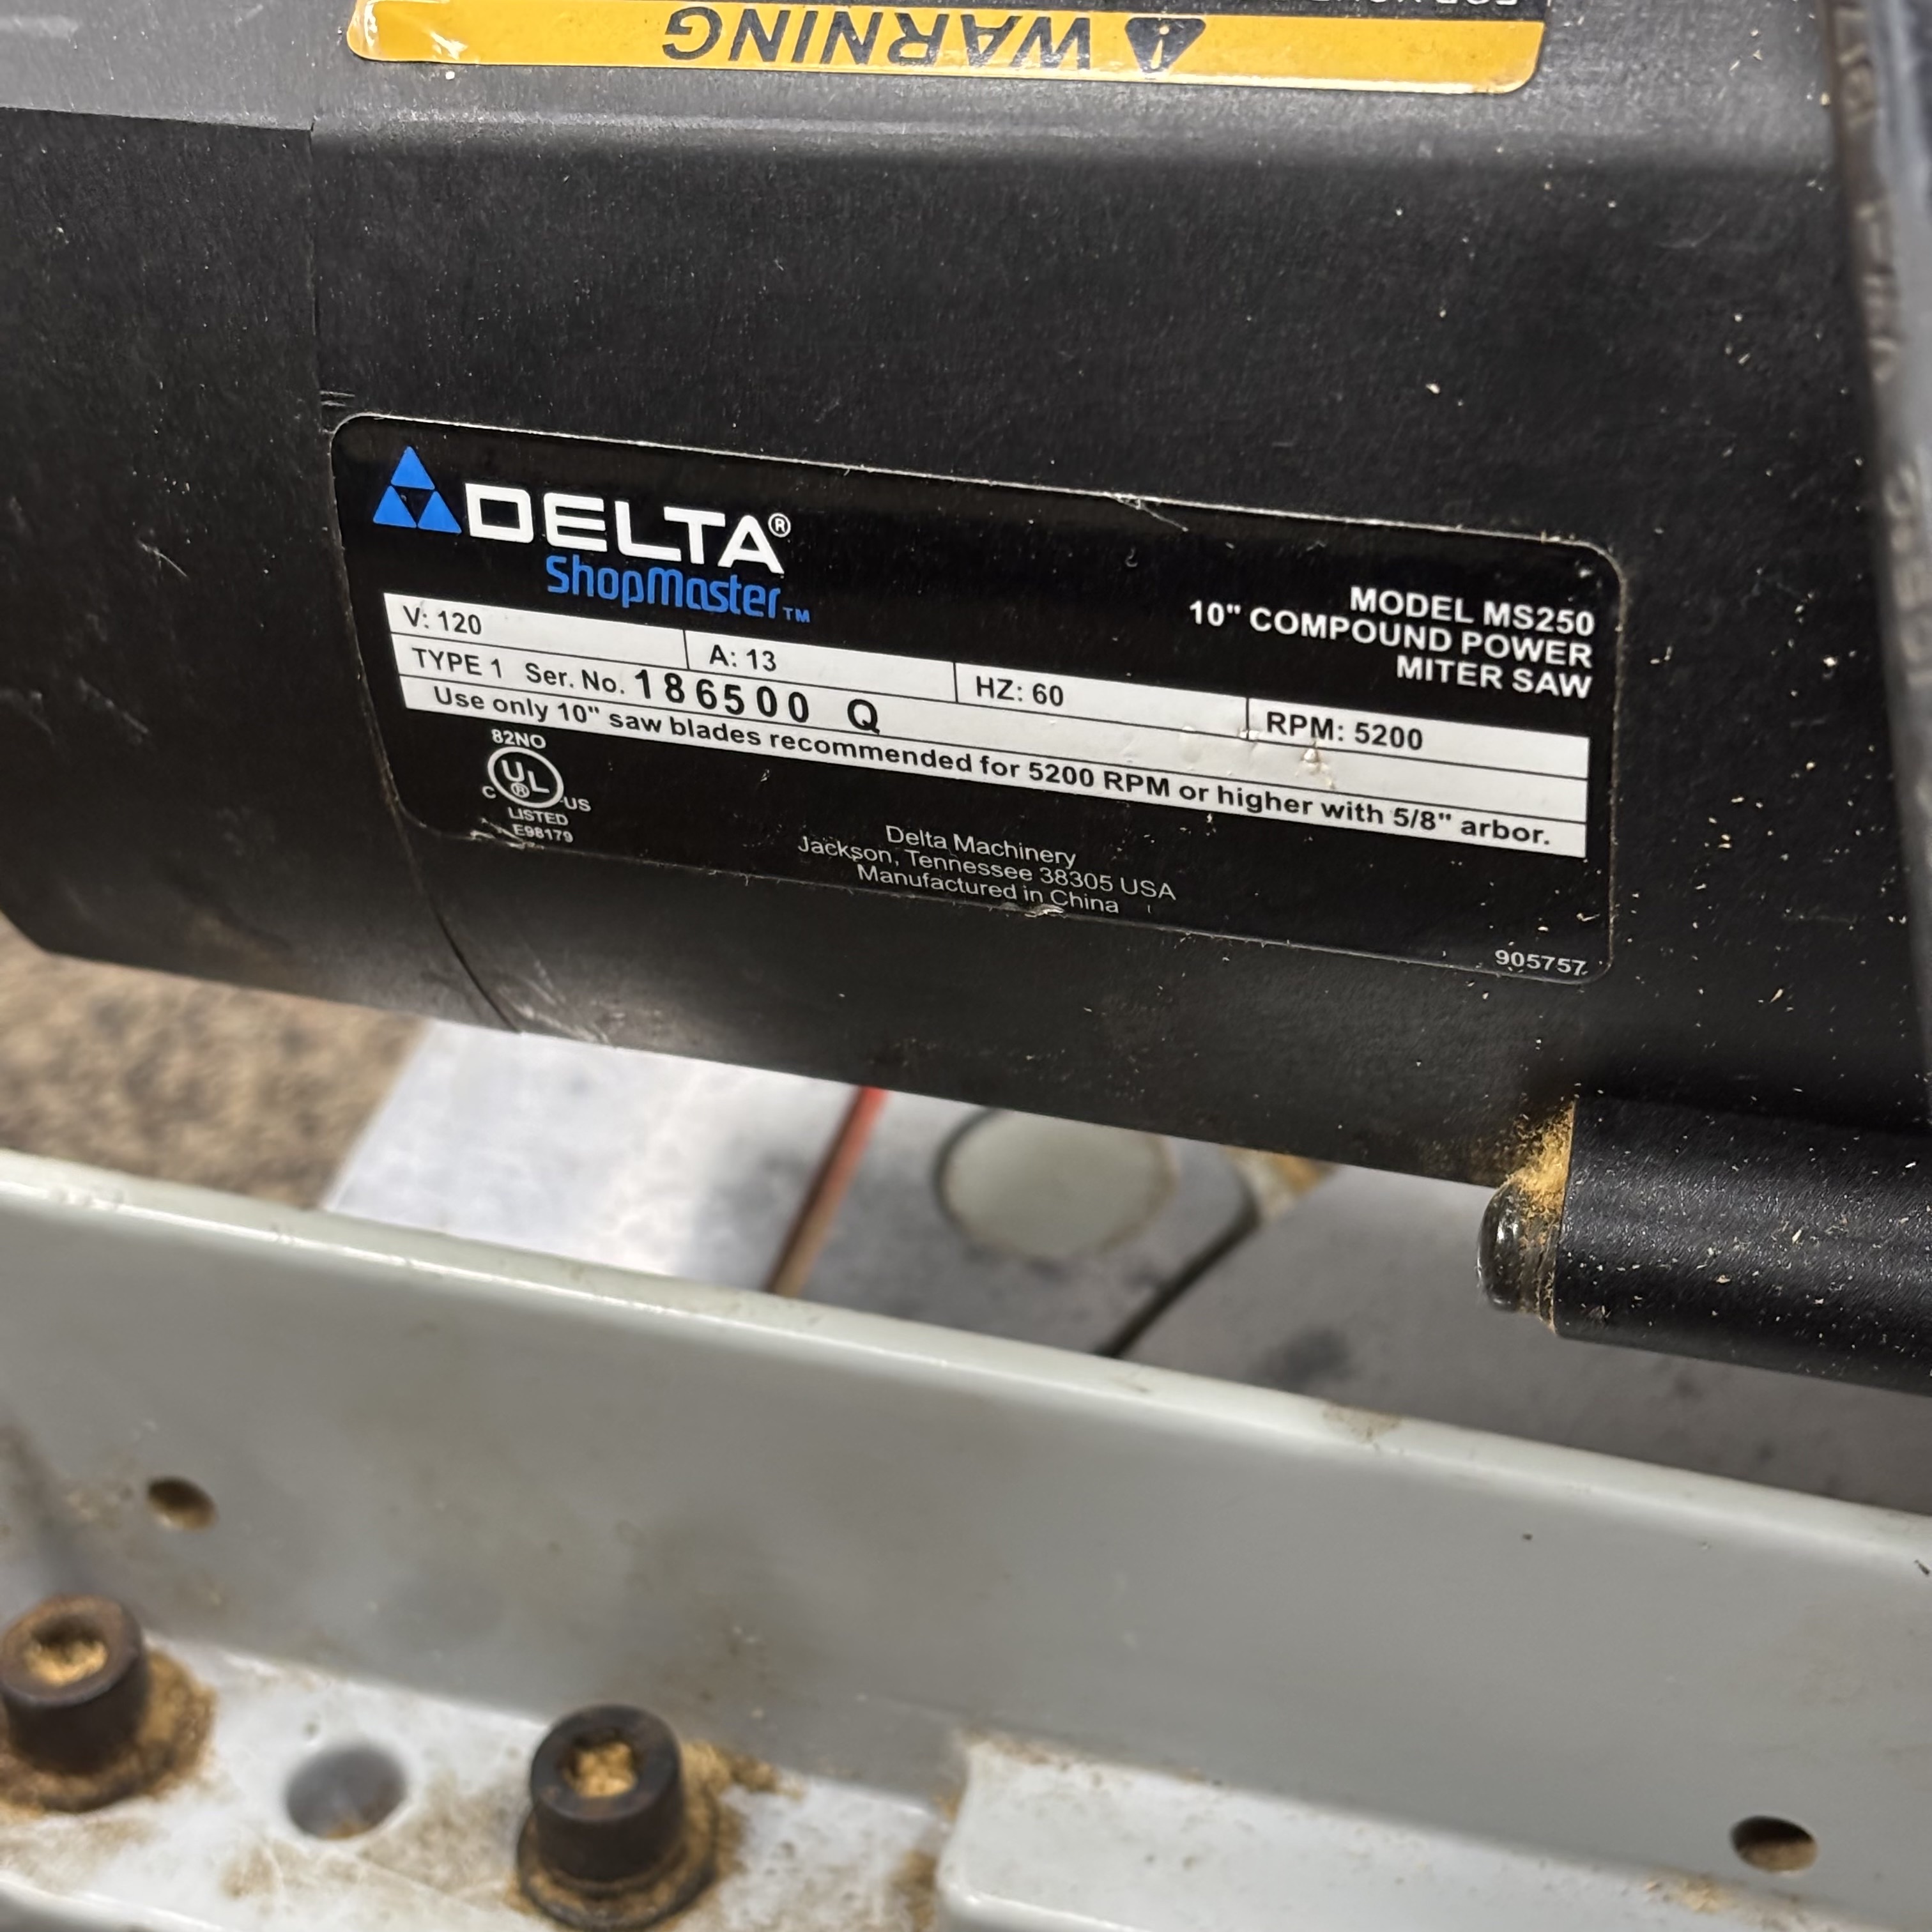 WARNING
DELTA®
ShopMaster™
MODEL MS250
10" COMPOUND POWER
MITER SAW
V: 120 A: 13 HZ: 60 RPM: 5200
TYPE 1 Ser. No. 186500 Q
Use only 10" saw blades recommended for 5200 RPM or higher with 5/8" arbor.
82NO
C UL® US
LISTED
E98179
Delta Machinery
Jackson, Tennessee 38305 USA
Manufactured in China
905757